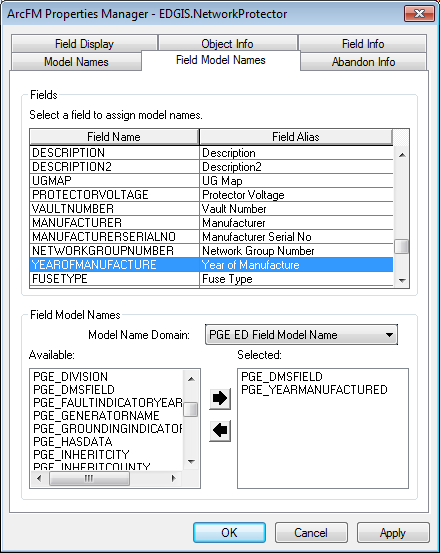 ArcFM Properties Manager - EDGIS.NetworkProtector
Field Display Object Info Field Info
Model Names Field Model Names Abandon Info
Fields
Select a field to assign model names.
Field Name Field Alias
DESCRIPTION Description
DESCRIPTION2 Description2
UGMAP UG Map
PROTECTORVOLTAGE Protector Voltage
VAULTNUMBER Vault Number
MANUFACTURER Manufacturer
MANUFACTURERSERIALNO Manufacturer Serial No
NETWORKGROUPNUMBER Network Group Number
YEAROFMANUFACTURE Year of Manufacture
FUSETYPE Fuse Type
Field Model Names
Model Name Domain: PGE ED Field Model Name
Available: Selected:
PGE_DIVISION PGE_DMSFIELD
PGE_DMSFIELD PGE_YEARMANUFACTURED
PGE_FAULTINDICATORYEAR
PGE_GENERATORNAME
PGE_GROUNDINGINDICATOR
PGE_HASDATA
PGE_INHERITCITY
PGE_INHERITCOUNTY
OK Cancel Apply